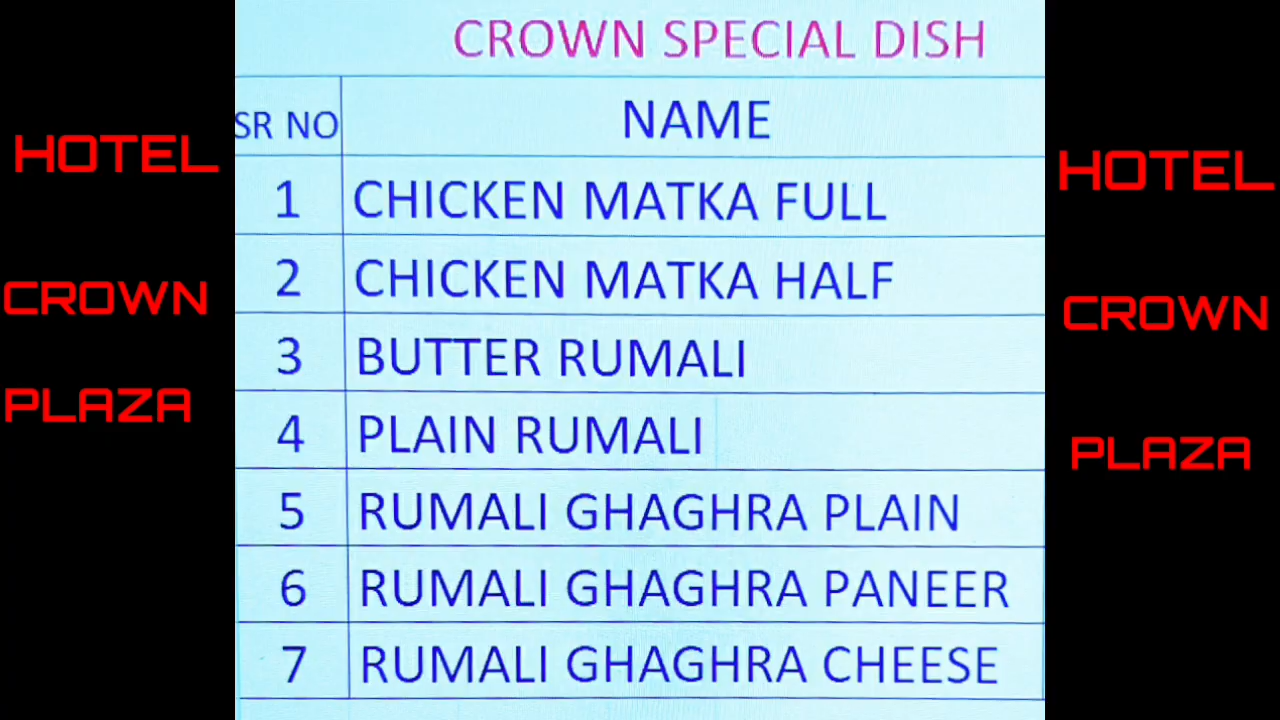 CROWN SPECIAL DISH
SR NO NAME
1 CHICKEN MATKA FULL
2 CHICKEN MATKA HALF
3 BUTTER RUMALI
4 PLAIN RUMALI
5 RUMALI GHAGHRA PLAIN
6 RUMALI GHAGHRA PANEER
7 RUMALI GHAGHRA CHEESE
HOTEL
CROWN
PLAZA
HOTEL
CROWN
PLAZA